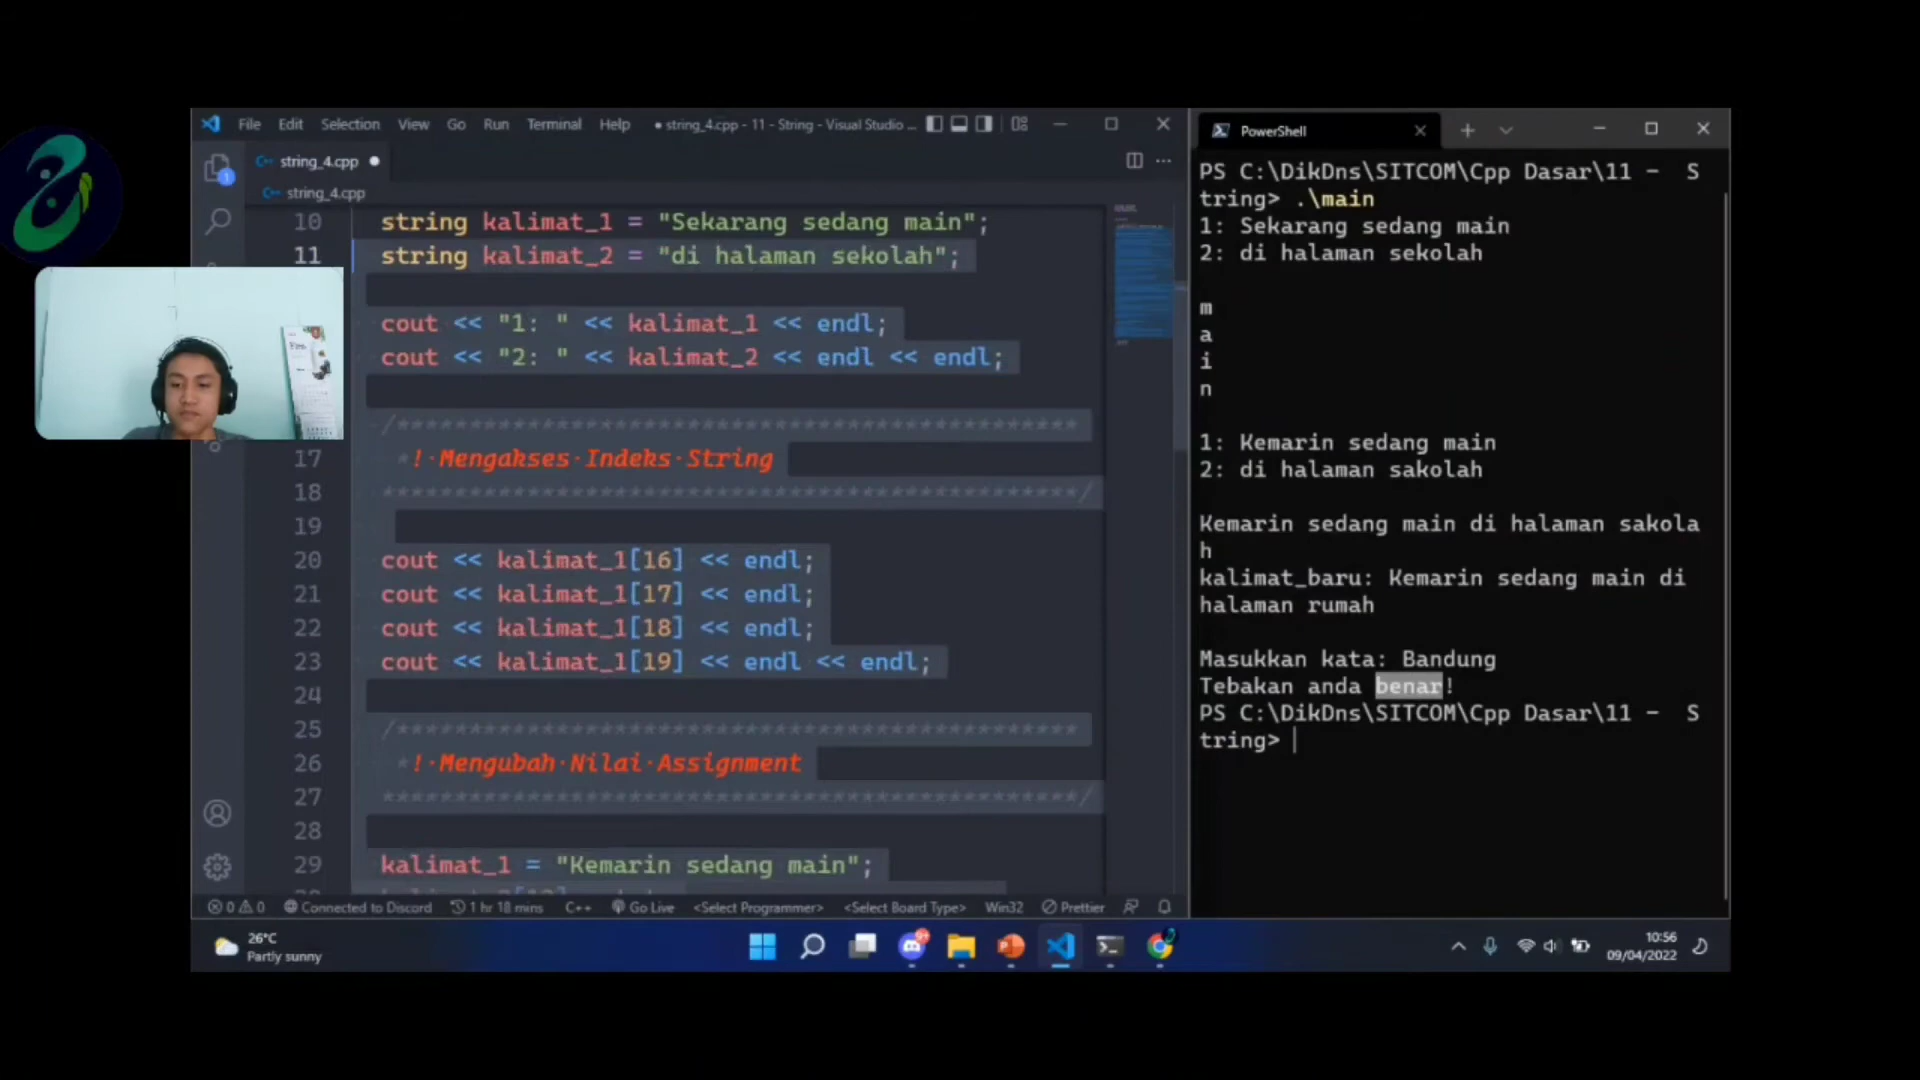 File Edit Selection View Go Run Terminal Help
• string_4.cpp - 11 - String - Visual Studio ...
string_4.cpp
string_4.cpp
10 string kalimat_1 = "Sekarang sedang main";
11 string kalimat_2 = "di halaman sekolah";
cout << "1: " << kalimat_1 << endl;
cout << "2: " << kalimat_2 << endl << endl;
/***********************************************
17 *! Mengakses Indeks String
18 ************************************************/
19
20 cout << kalimat_1[16] << endl;
21 cout << kalimat_1[17] << endl;
22 cout << kalimat_1[18] << endl;
23 cout << kalimat_1[19] << endl << endl;
24
25 /***********************************************
26 *! Mengubah Nilai Assignment
27 ************************************************/
28
29 kalimat_1 = "Kemarin sedang main";
0 0 Connected to Discord 1 hr 18 mins C++ Go Live <Select Programmer> <Select Board Type> Win32 Prettier
PowerShell
PS C:\DikDns\SITCOM\Cpp Dasar\11 -  S
tring> .\main
1: Sekarang sedang main
2: di halaman sekolah
m
a
i
n
1: Kemarin sedang main
2: di halaman sakolah
Kemarin sedang main di halaman sakola
h
kalimat_baru: Kemarin sedang main di
halaman rumah
Masukkan kata: Bandung
Tebakan anda benar!
PS C:\DikDns\SITCOM\Cpp Dasar\11 -  S
tring>
26°C
Partly sunny
10:56
09/04/2022